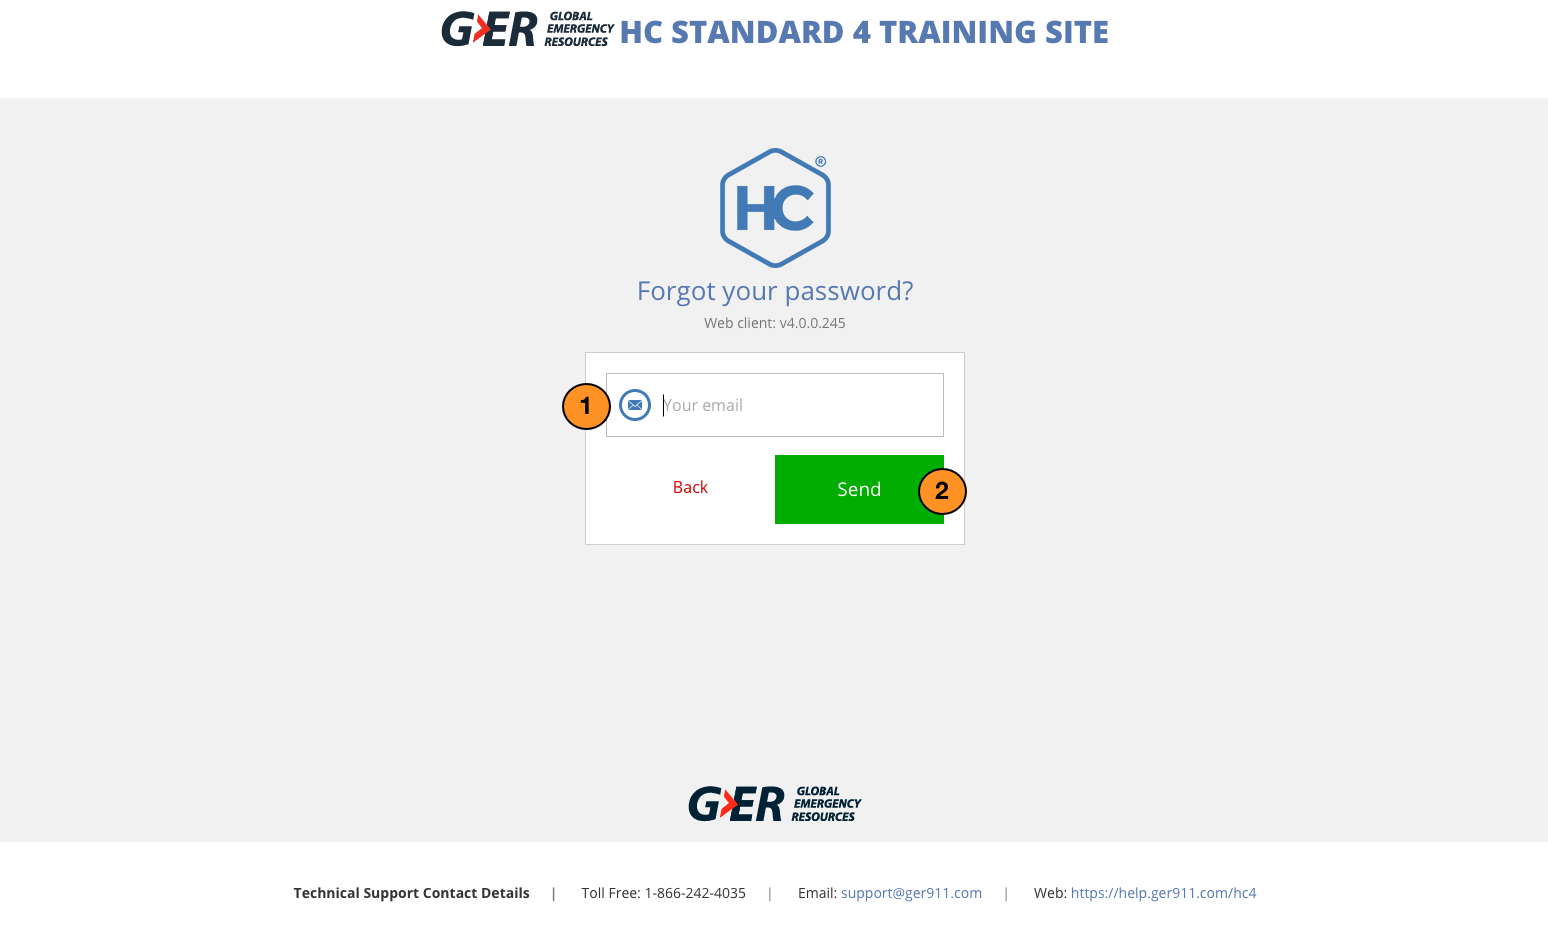 GER GLOBAL EMERGENCY RESOURCES HC STANDARD 4 TRAINING SITE
HC®
Forgot your password?
Web client: v4.0.0.245
1 Your email
Back Send 2
GER GLOBAL EMERGENCY RESOURCES
Technical Support Contact Details | Toll Free: 1-866-242-4035 | Email: support@ger911.com | Web: https://help.ger911.com/hc4